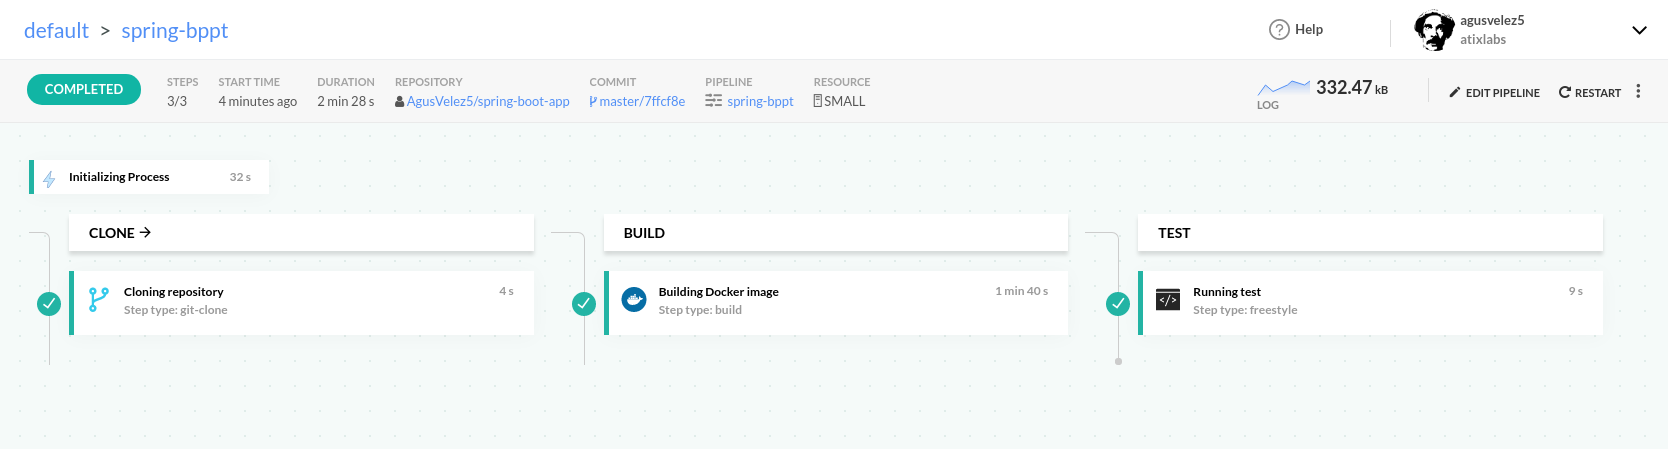 default > spring-bppt
Help
agusvelez5
atixlabs
COMPLETED
STEPS
3/3
START TIME
4 minutes ago
DURATION
2 min 28 s
REPOSITORY
AgusVelez5/spring-boot-app
COMMIT
master/7ffcf8e
PIPELINE
spring-bppt
RESOURCE
SMALL
LOG
332.47 kB
EDIT PIPELINE
RESTART
Initializing Process
32 s
CLONE →
Cloning repository
4 s
Step type: git-clone
BUILD
Building Docker image
1 min 40 s
Step type: build
TEST
</>
Running test
9 s
Step type: freestyle